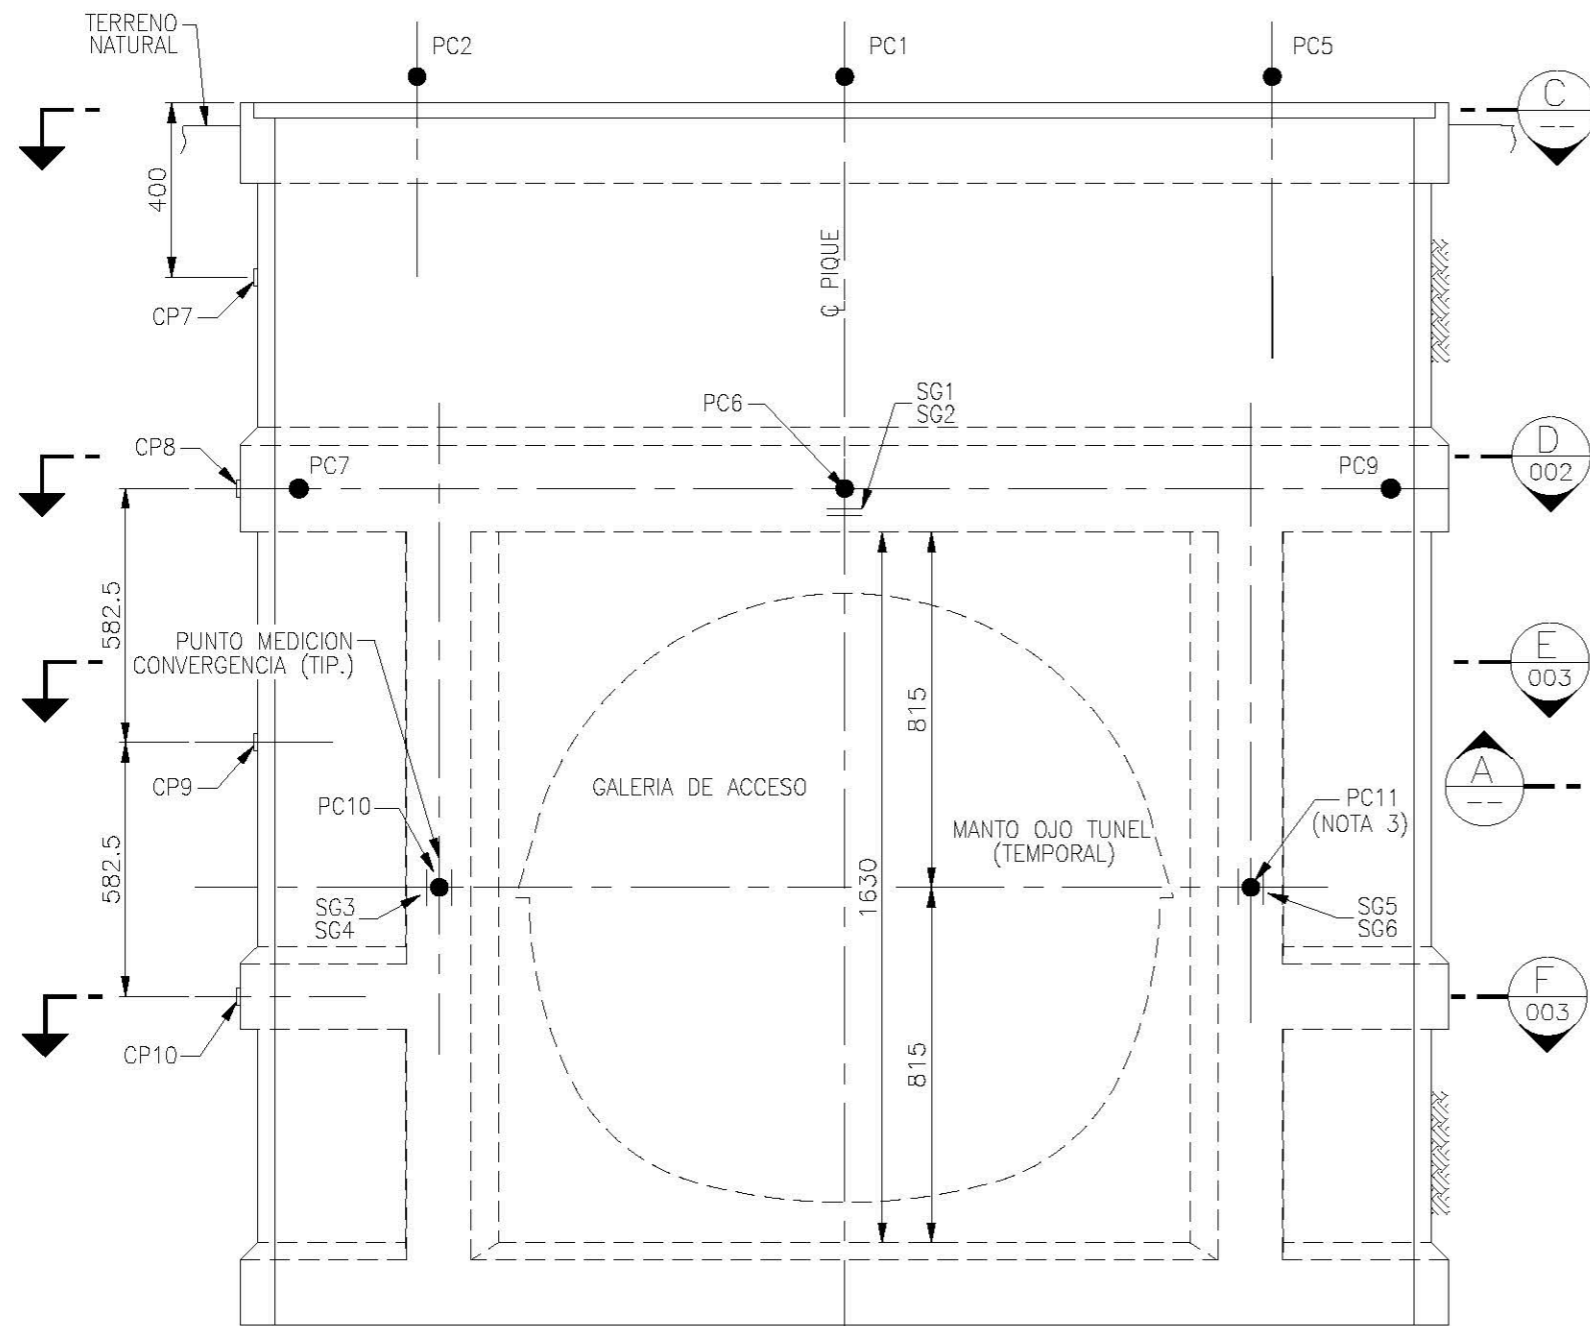 TERRENO
NATURAL
PC2
PC1
PC5
C
--
400
CP7
℄ PIQUE
PC6
SG1
SG2
CP8
PC7
PC9
D
002
582.5
PUNTO MEDICION
CONVERGENCIA (TIP.)
815
E
003
CP9
GALERIA DE ACCESO
A
--
PC10
MANTO OJO TUNEL
(TEMPORAL)
PC11
(NOTA 3)
582.5
1630
SG3
SG4
SG5
SG6
F
003
CP10
815